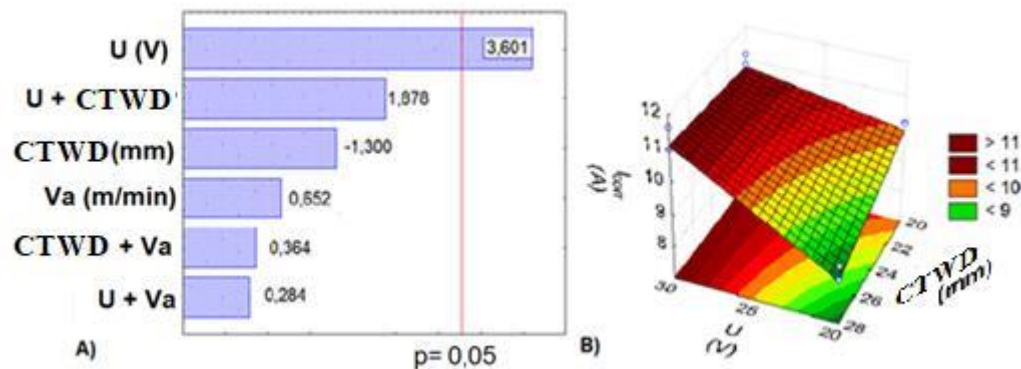 U (V)
3,601
U + CTWD
1,878
CTWD (mm)
-1,300
Va (m/min)
0,652
CTWD + Va
0,364
U + Va
0,284
A)
p= 0,05
12
11
10
9
8
(A)
30
25
20
U
(V)
20
22
24
26
28
CTWD
(mm)
> 11
< 11
< 10
< 9
B)